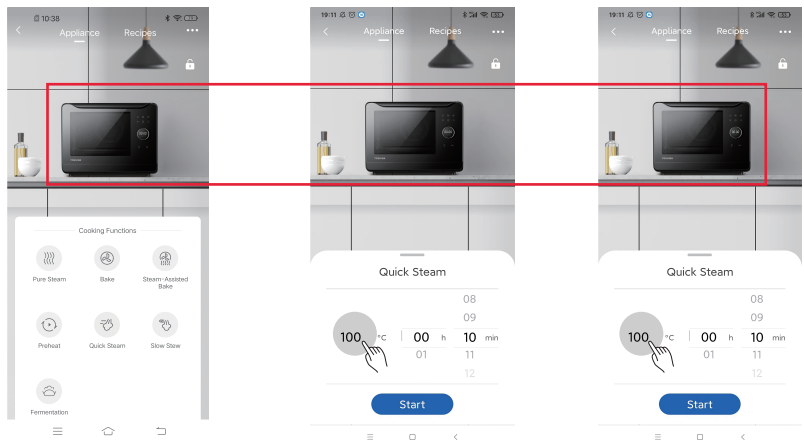 10:38
Appliance Recipes
Cooking Functions
Pure Steam Bake Steam-Assisted
Bake
Preheat Quick Steam Slow Stew
Fermentation
19:11
Appliance Recipes
Quick Steam
08
09
100 °C 00 h 10 min
01 11
12
Start
19:11
Appliance Recipes
Quick Steam
08
09
100 °C 00 h 10 min
01 11
12
Start